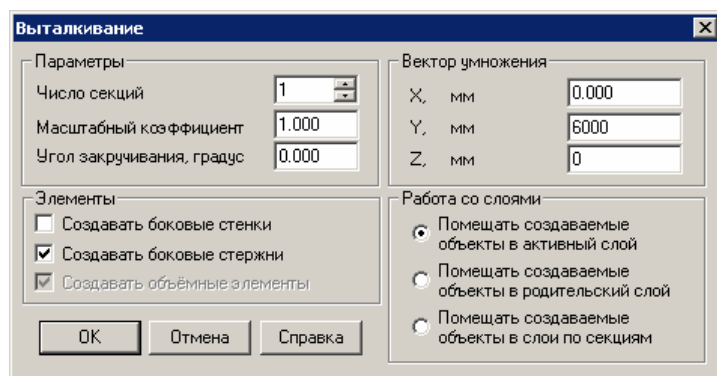 Выталкивание
Параметры
Число секций 1
Масштабный коэффициент 1.000
Угол закручивания, градус 0.000
Вектор умножения
X, мм 0.000
Y, мм 6000
Z, мм 0
Элементы
Создавать боковые стенки
Создавать боковые стержни
Создавать объёмные элементы
Работа со слоями
Помещать создаваемые
объекты в активный слой
Помещать создаваемые
объекты в родительский слой
Помещать создаваемые
объекты в слои по секциям
OK Отмена Справка